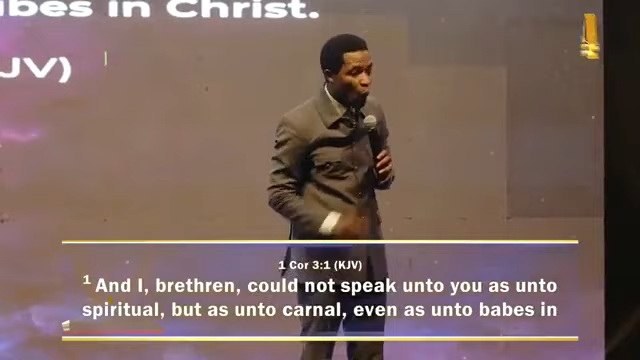 bes in Christ.
JV)
1 Cor 3:1 (KJV)
1 And I, brethren, could not speak unto you as unto
spiritual, but as unto carnal, even as unto babes in